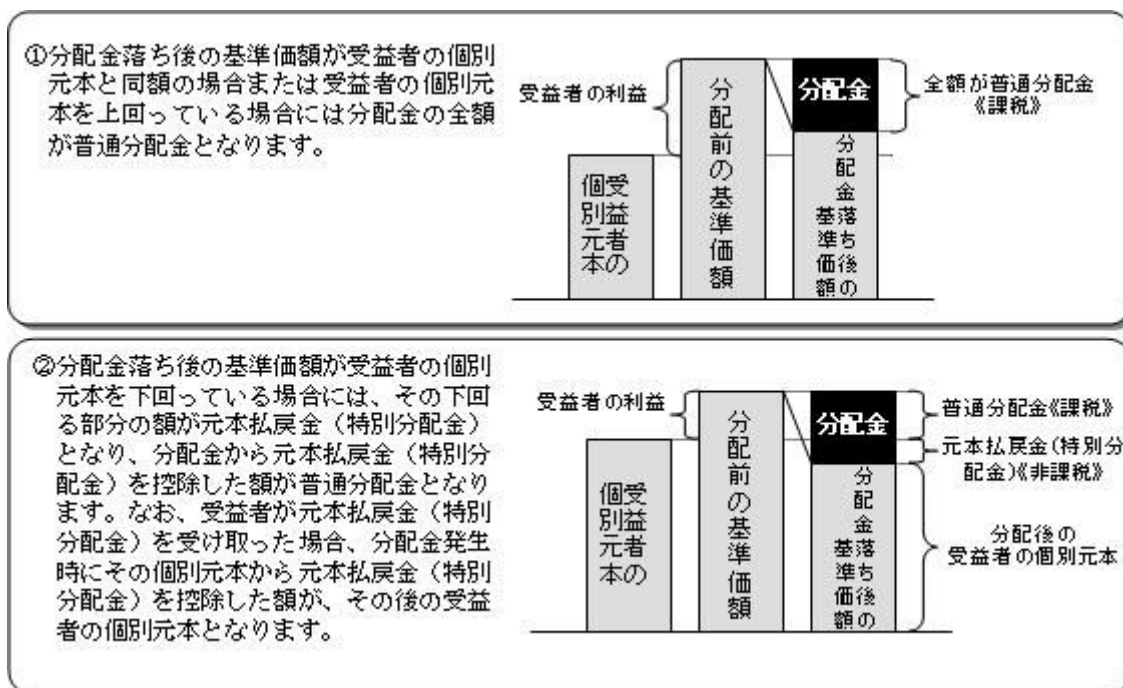 ①分配金落ち後の基準価額が受益者の個別
元本と同額の場合または受益者の個別元
本を上回っている場合には分配金の全額
が普通分配金となります。
受益者の利益
受益者の
個別元本
分配前の基準価額
分配金
分配金
落ち後の
基準価額
全額が普通分配金
《課税》
②分配金落ち後の基準価額が受益者の個別
元本を下回っている場合には、その下回
る部分の額が元本払戻金（特別分配金）
となり、分配金から元本払戻金（特別分
配金）を控除した額が普通分配金となり
ます。なお、受益者が元本払戻金（特別
分配金）を受け取った場合、分配金発生
時にその個別元本から元本払戻金（特別
分配金）を控除した額が、その後の受益
者の個別元本となります。
受益者の利益
受益者の
個別元本
分配前の基準価額
分配金
分配金
落ち後の
基準価額
普通分配金《課税》
元本払戻金（特別分
配金）《非課税》
分配後の
受益者の個別元本